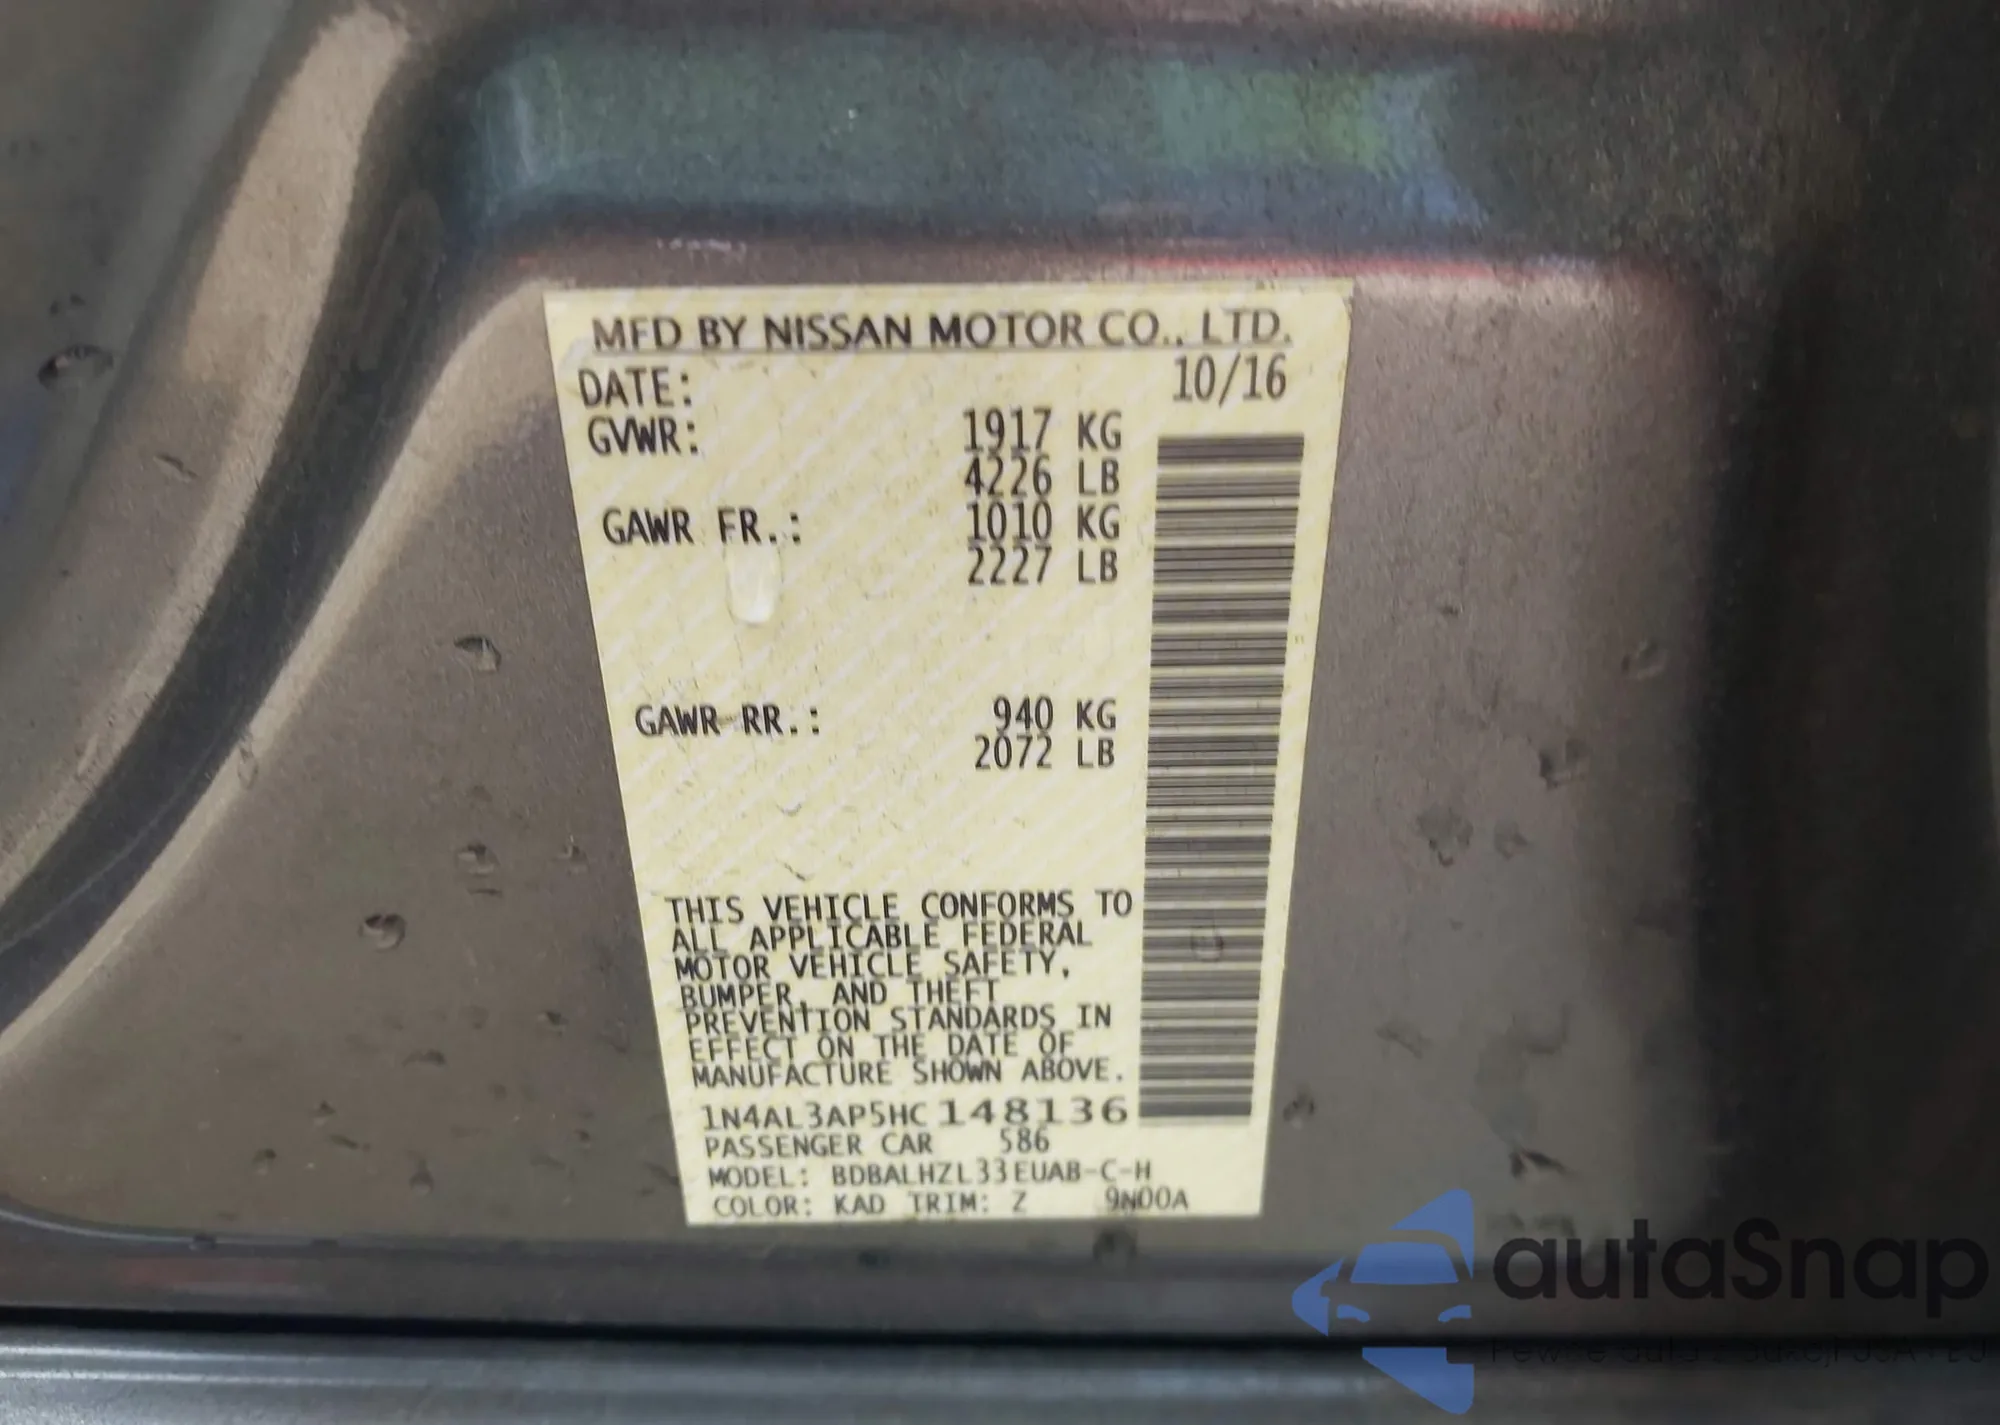 MFD BY NISSAN MOTOR CO., LTD.
DATE: 10/16
GVWR: 1917 KG
4226 LB
GAWR FR.: 1010 KG
2227 LB
GAWR RR.: 940 KG
2072 LB
THIS VEHICLE CONFORMS TO
ALL APPLICABLE FEDERAL
MOTOR VEHICLE SAFETY,
BUMPER, AND THEFT
PREVENTION STANDARDS IN
EFFECT ON THE DATE OF
MANUFACTURE SHOWN ABOVE.
1N4AL3AP5HC148136
PASSENGER CAR 586
MODEL: BDBALHZL33EUAB-C-H
COLOR: KAD TRIM: Z 9N00A
autaSnap